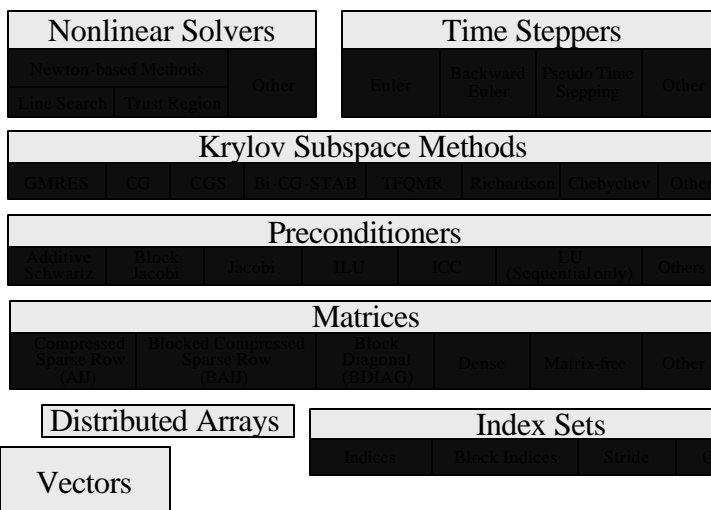 Nonlinear Solvers
Newton-based Methods
Other
Line Search
Trust Region
Time Steppers
Euler
Backward
Euler
Pseudo Time
Stepping
Other
Krylov Subspace Methods
GMRES
CG
CGS
Bi-CG-STAB
TFQMR
Richardson
Chebychev
Other
Preconditioners
Additive
Schwartz
Block
Jacobi
Jacobi
ILU
ICC
LU
(Sequential only)
Others
Matrices
Compressed
Sparse Row
(AIJ)
Blocked Compressed
Sparse Row
(BAIJ)
Block
Diagonal
(BDIAG)
Dense
Matrix-free
Other
Distributed Arrays
Index Sets
Indices
Block Indices
Stride
Vectors